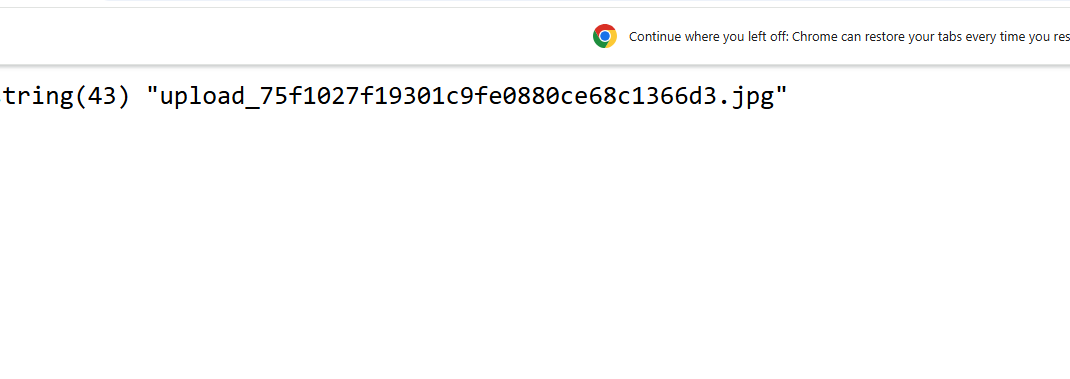 Continue where you left off: Chrome can restore your tabs every time you res
tring(43) "upload_75f1027f19301c9fe0880ce68c1366d3.jpg"